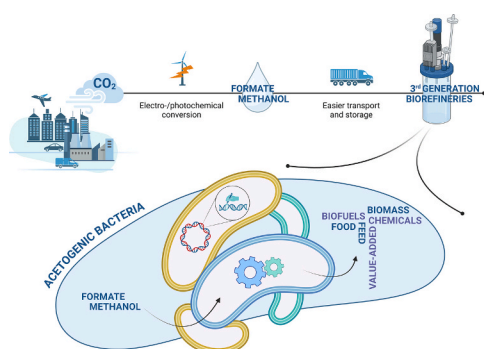 CO₂
Electro-/photochemical
conversion
FORMATE
METHANOL
Easier transport
and storage
3rd GENERATION
BIOREFINERIES
ACETOGENIC BACTERIA
FORMATE
METHANOL
BIOFUELS
FOOD
FEED
BIOMASS
CHEMICALS
VALUE-ADDED